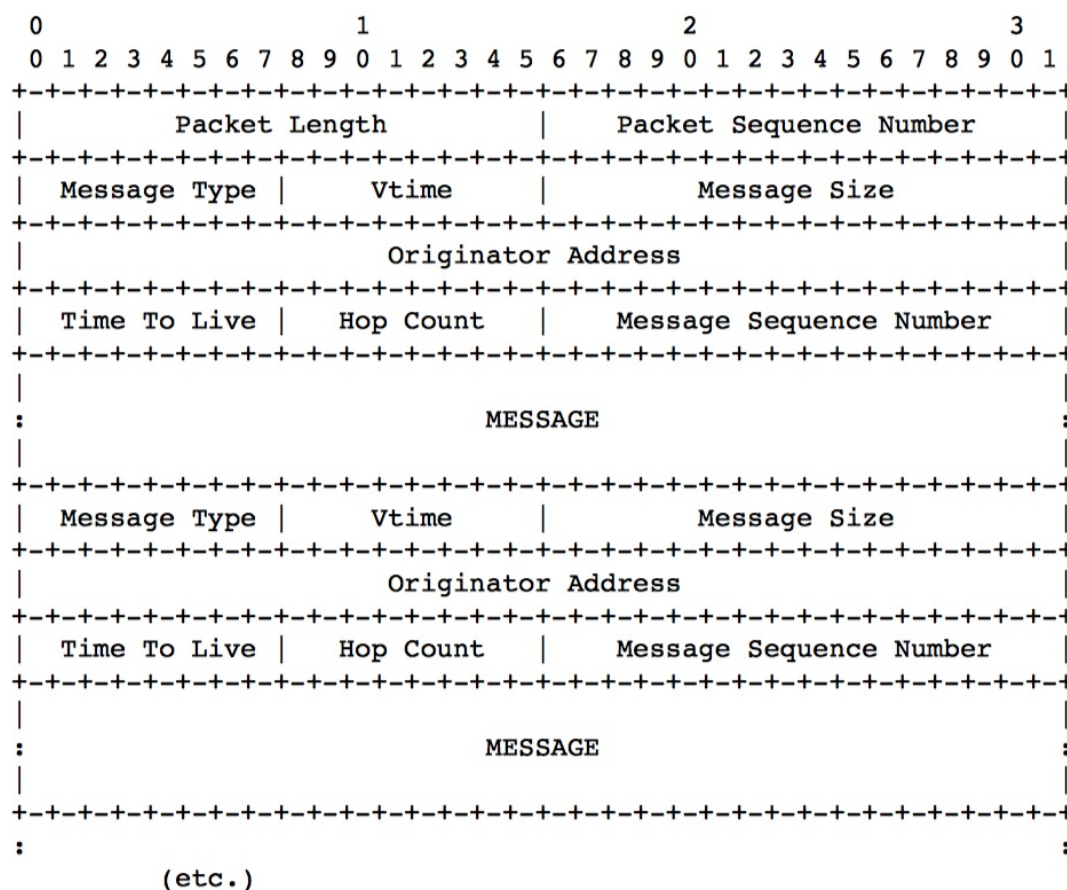 0                   1                   2                   3
0 1 2 3 4 5 6 7 8 9 0 1 2 3 4 5 6 7 8 9 0 1 2 3 4 5 6 7 8 9 0 1
+-+-+-+-+-+-+-+-+-+-+-+-+-+-+-+-+-+-+-+-+-+-+-+-+-+-+-+-+-+-+-+-+
|         Packet Length         |    Packet Sequence Number     |
+-+-+-+-+-+-+-+-+-+-+-+-+-+-+-+-+-+-+-+-+-+-+-+-+-+-+-+-+-+-+-+-+
|  Message Type |     Vtime     |         Message Size          |
+-+-+-+-+-+-+-+-+-+-+-+-+-+-+-+-+-+-+-+-+-+-+-+-+-+-+-+-+-+-+-+-+
|                      Originator Address                       |
+-+-+-+-+-+-+-+-+-+-+-+-+-+-+-+-+-+-+-+-+-+-+-+-+-+-+-+-+-+-+-+-+
|  Time To Live |   Hop Count   |    Message Sequence Number    |
+-+-+-+-+-+-+-+-+-+-+-+-+-+-+-+-+-+-+-+-+-+-+-+-+-+-+-+-+-+-+-+-+
|                                                               |
:                            MESSAGE                            :
|                                                               |
+-+-+-+-+-+-+-+-+-+-+-+-+-+-+-+-+-+-+-+-+-+-+-+-+-+-+-+-+-+-+-+-+
|  Message Type |     Vtime     |         Message Size          |
+-+-+-+-+-+-+-+-+-+-+-+-+-+-+-+-+-+-+-+-+-+-+-+-+-+-+-+-+-+-+-+-+
|                      Originator Address                       |
+-+-+-+-+-+-+-+-+-+-+-+-+-+-+-+-+-+-+-+-+-+-+-+-+-+-+-+-+-+-+-+-+
|  Time To Live |   Hop Count   |    Message Sequence Number    |
+-+-+-+-+-+-+-+-+-+-+-+-+-+-+-+-+-+-+-+-+-+-+-+-+-+-+-+-+-+-+-+-+
|                                                               |
:                            MESSAGE                            :
|                                                               |
+-+-+-+-+-+-+-+-+-+-+-+-+-+-+-+-+-+-+-+-+-+-+-+-+-+-+-+-+-+-+-+-+
:                                                               :
         (etc.)